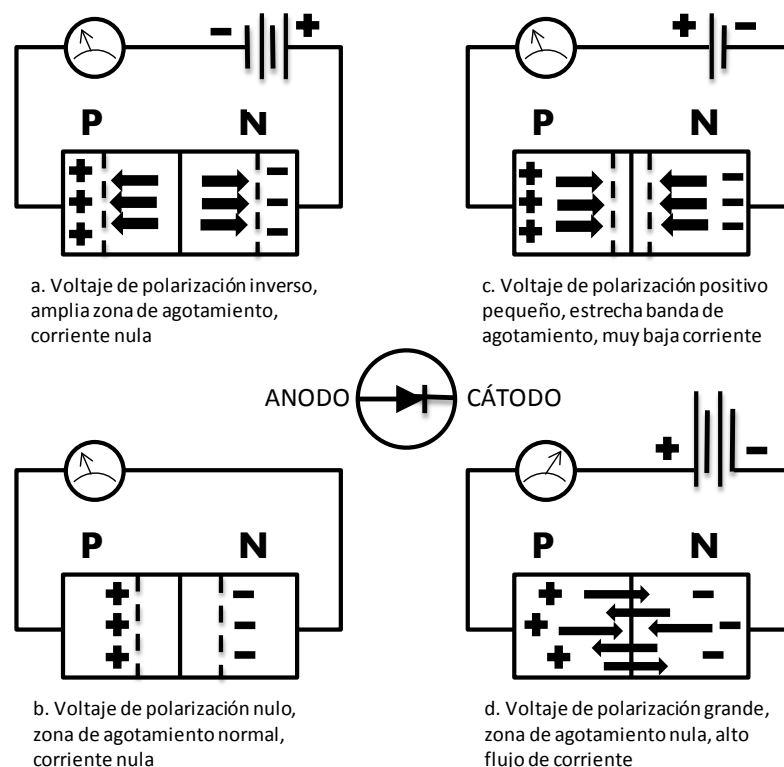 − +
P N
+ −
+ −
+ −
a. Voltaje de polarización inverso,
amplia zona de agotamiento,
corriente nula
+ −
P N
+ −
+ −
+ −
c. Voltaje de polarización positivo
pequeño, estrecha banda de
agotamiento, muy baja corriente
ANODO CÁTODO
P N
+ −
+ −
+ −
b. Voltaje de polarización nulo,
zona de agotamiento normal,
corriente nula
+ −
P N
+ −
+ −
+ −
d. Voltaje de polarización grande,
zona de agotamiento nula, alto
flujo de corriente